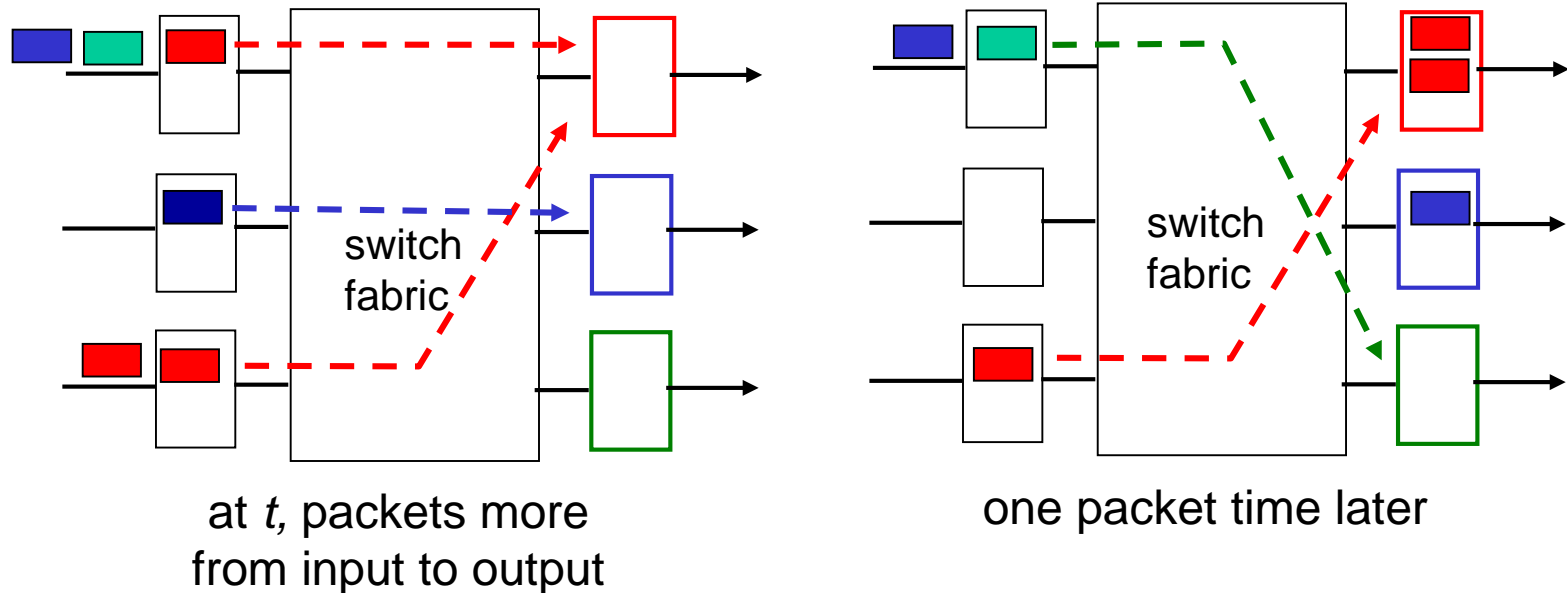 switch
fabric
at t, packets more
from input to output
switch
fabric
one packet time later